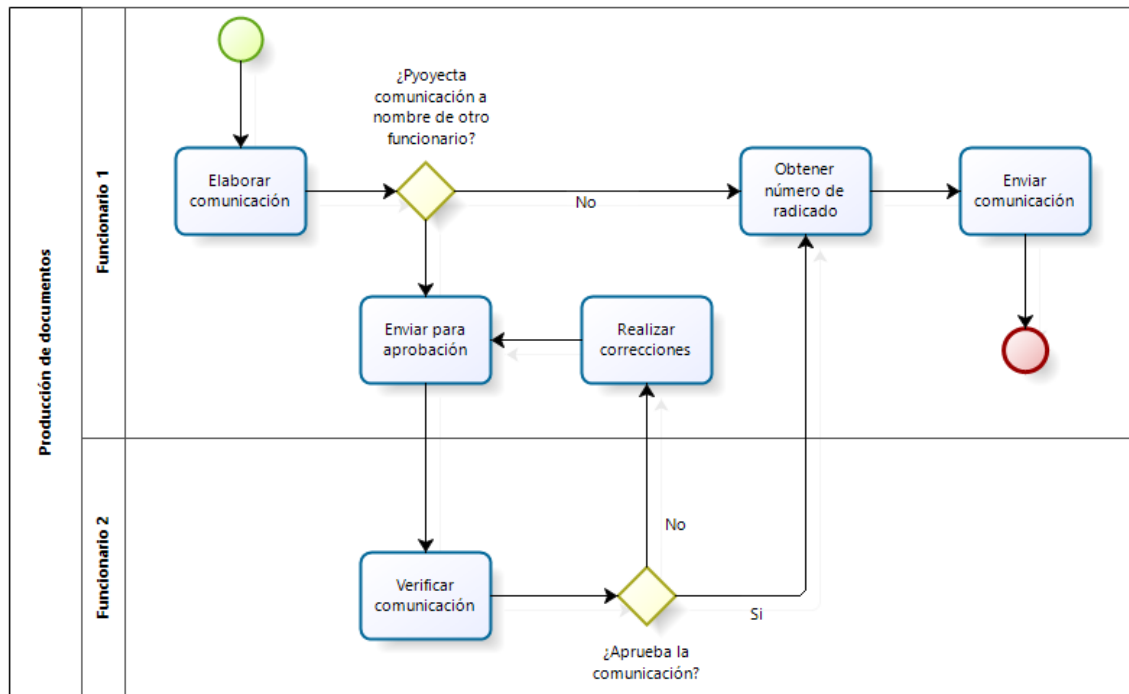 Producción de documentos
Funcionario 1
¿Pyoyecta
comunicación a
nombre de otro
funcionario?
Elaborar
comunicación
No
Obtener
número de
radicado
Enviar
comunicación
Enviar para
aprobación
Realizar
correcciones
Funcionario 2
No
Verificar
comunicación
Si
¿Aprueba la
comunicación?